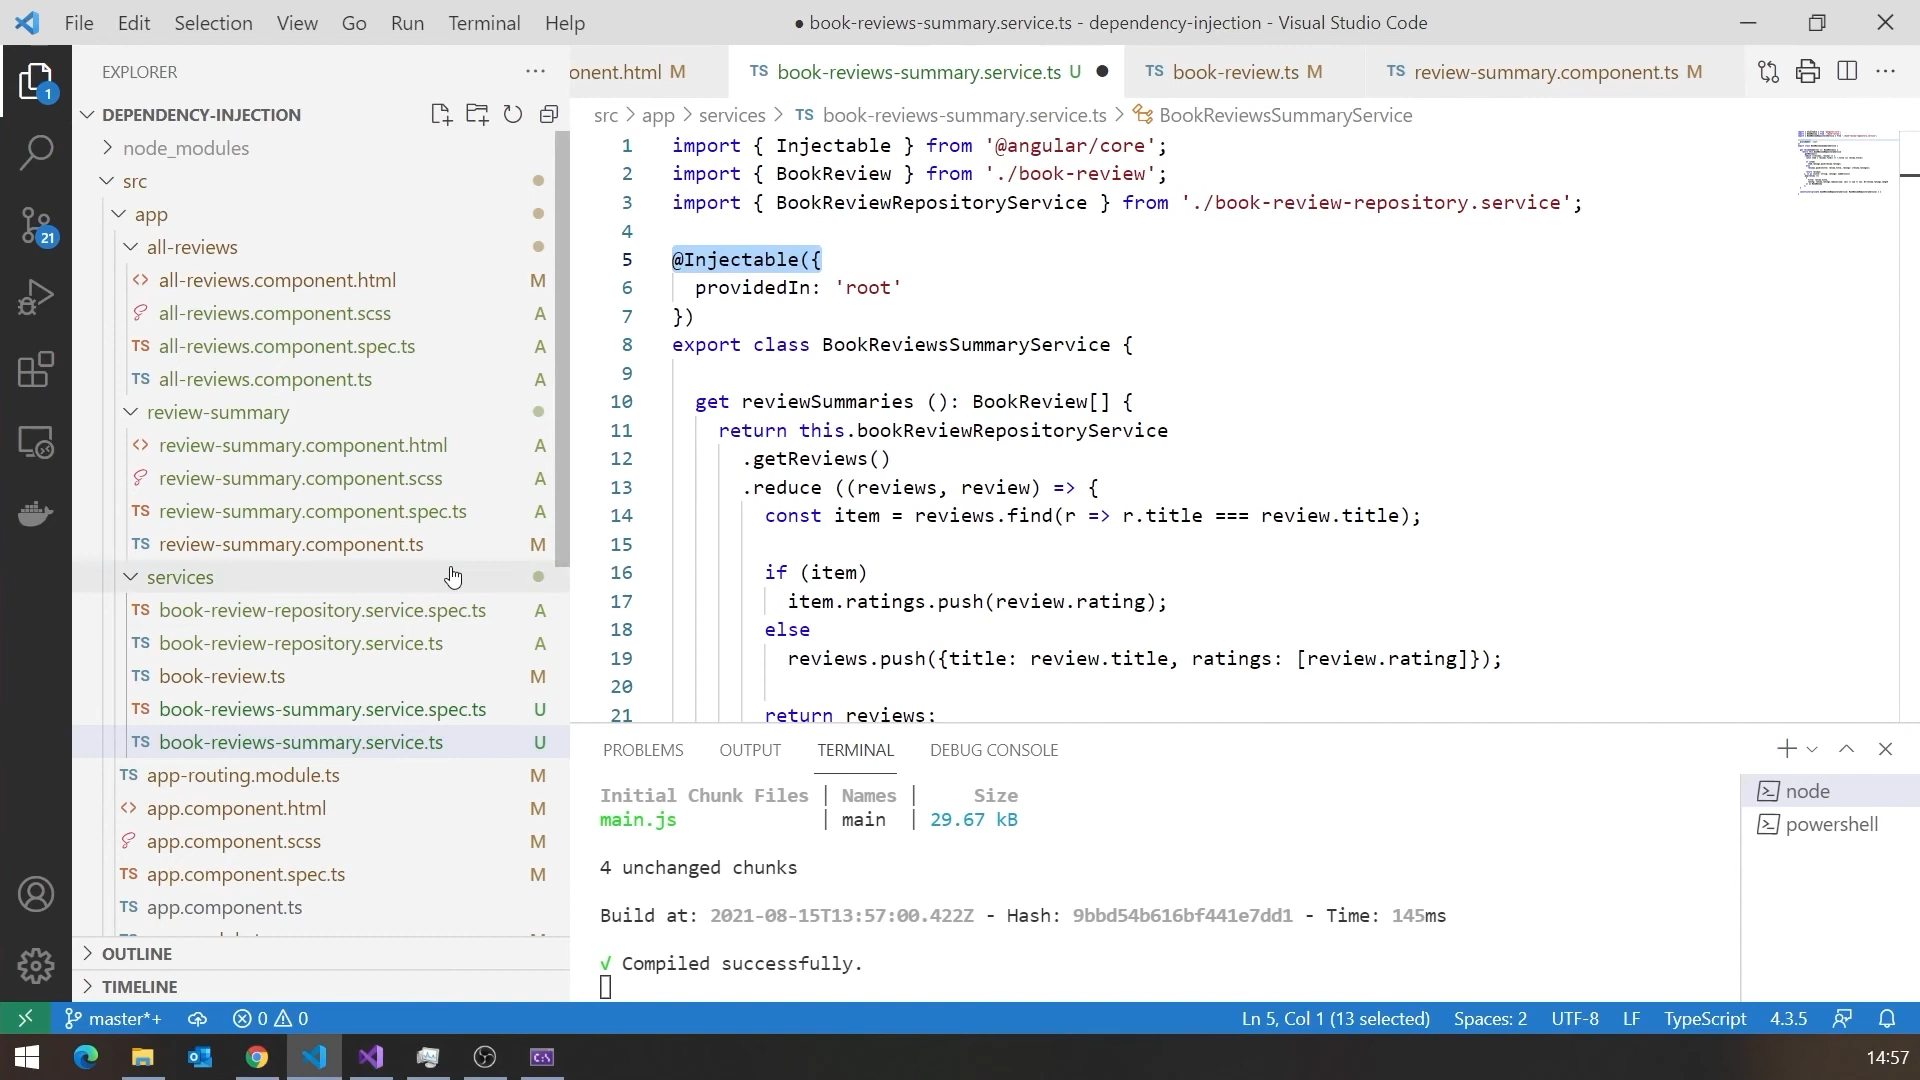 File Edit Selection View Go Run Terminal Help
● book-reviews-summary.service.ts - dependency-injection - Visual Studio Code
EXPLORER
DEPENDENCY-INJECTION
node_modules
src
app
all-reviews
all-reviews.component.html M
all-reviews.component.scss A
TS all-reviews.component.spec.ts A
TS all-reviews.component.ts A
review-summary
review-summary.component.html A
review-summary.component.scss A
TS review-summary.component.spec.ts A
TS review-summary.component.ts M
services
TS book-review-repository.service.spec.ts A
TS book-review-repository.service.ts A
TS book-review.ts M
TS book-reviews-summary.service.spec.ts U
TS book-reviews-summary.service.ts U
TS app-routing.module.ts M
app.component.html M
app.component.scss M
TS app.component.spec.ts M
TS app.component.ts
OUTLINE
TIMELINE
1
21
onent.html M
TS book-reviews-summary.service.ts U
TS book-review.ts M
TS review-summary.component.ts M
src > app > services > TS book-reviews-summary.service.ts > BookReviewsSummaryService
1 import { Injectable } from '@angular/core';
2 import { BookReview } from './book-review';
3 import { BookReviewRepositoryService } from './book-review-repository.service';
4
5 @Injectable({
6 providedIn: 'root'
7 })
8 export class BookReviewsSummaryService {
9
10 get reviewSummaries (): BookReview[] {
11 return this.bookReviewRepositoryService
12 .getReviews()
13 .reduce ((reviews, review) => {
14 const item = reviews.find(r => r.title === review.title);
15
16 if (item)
17 item.ratings.push(review.rating);
18 else
19 reviews.push({title: review.title, ratings: [review.rating]});
20
21 return reviews;
PROBLEMS OUTPUT TERMINAL DEBUG CONSOLE
Initial Chunk Files | Names | Size
main.js | main | 29.67 kB
4 unchanged chunks
Build at: 2021-08-15T13:57:00.422Z - Hash: 9bbd54b616bf441e7dd1 - Time: 145ms
√ Compiled successfully.
node
powershell
master*+ 0 0
Ln 5, Col 1 (13 selected) Spaces: 2 UTF-8 LF TypeScript 4.3.5
14:57